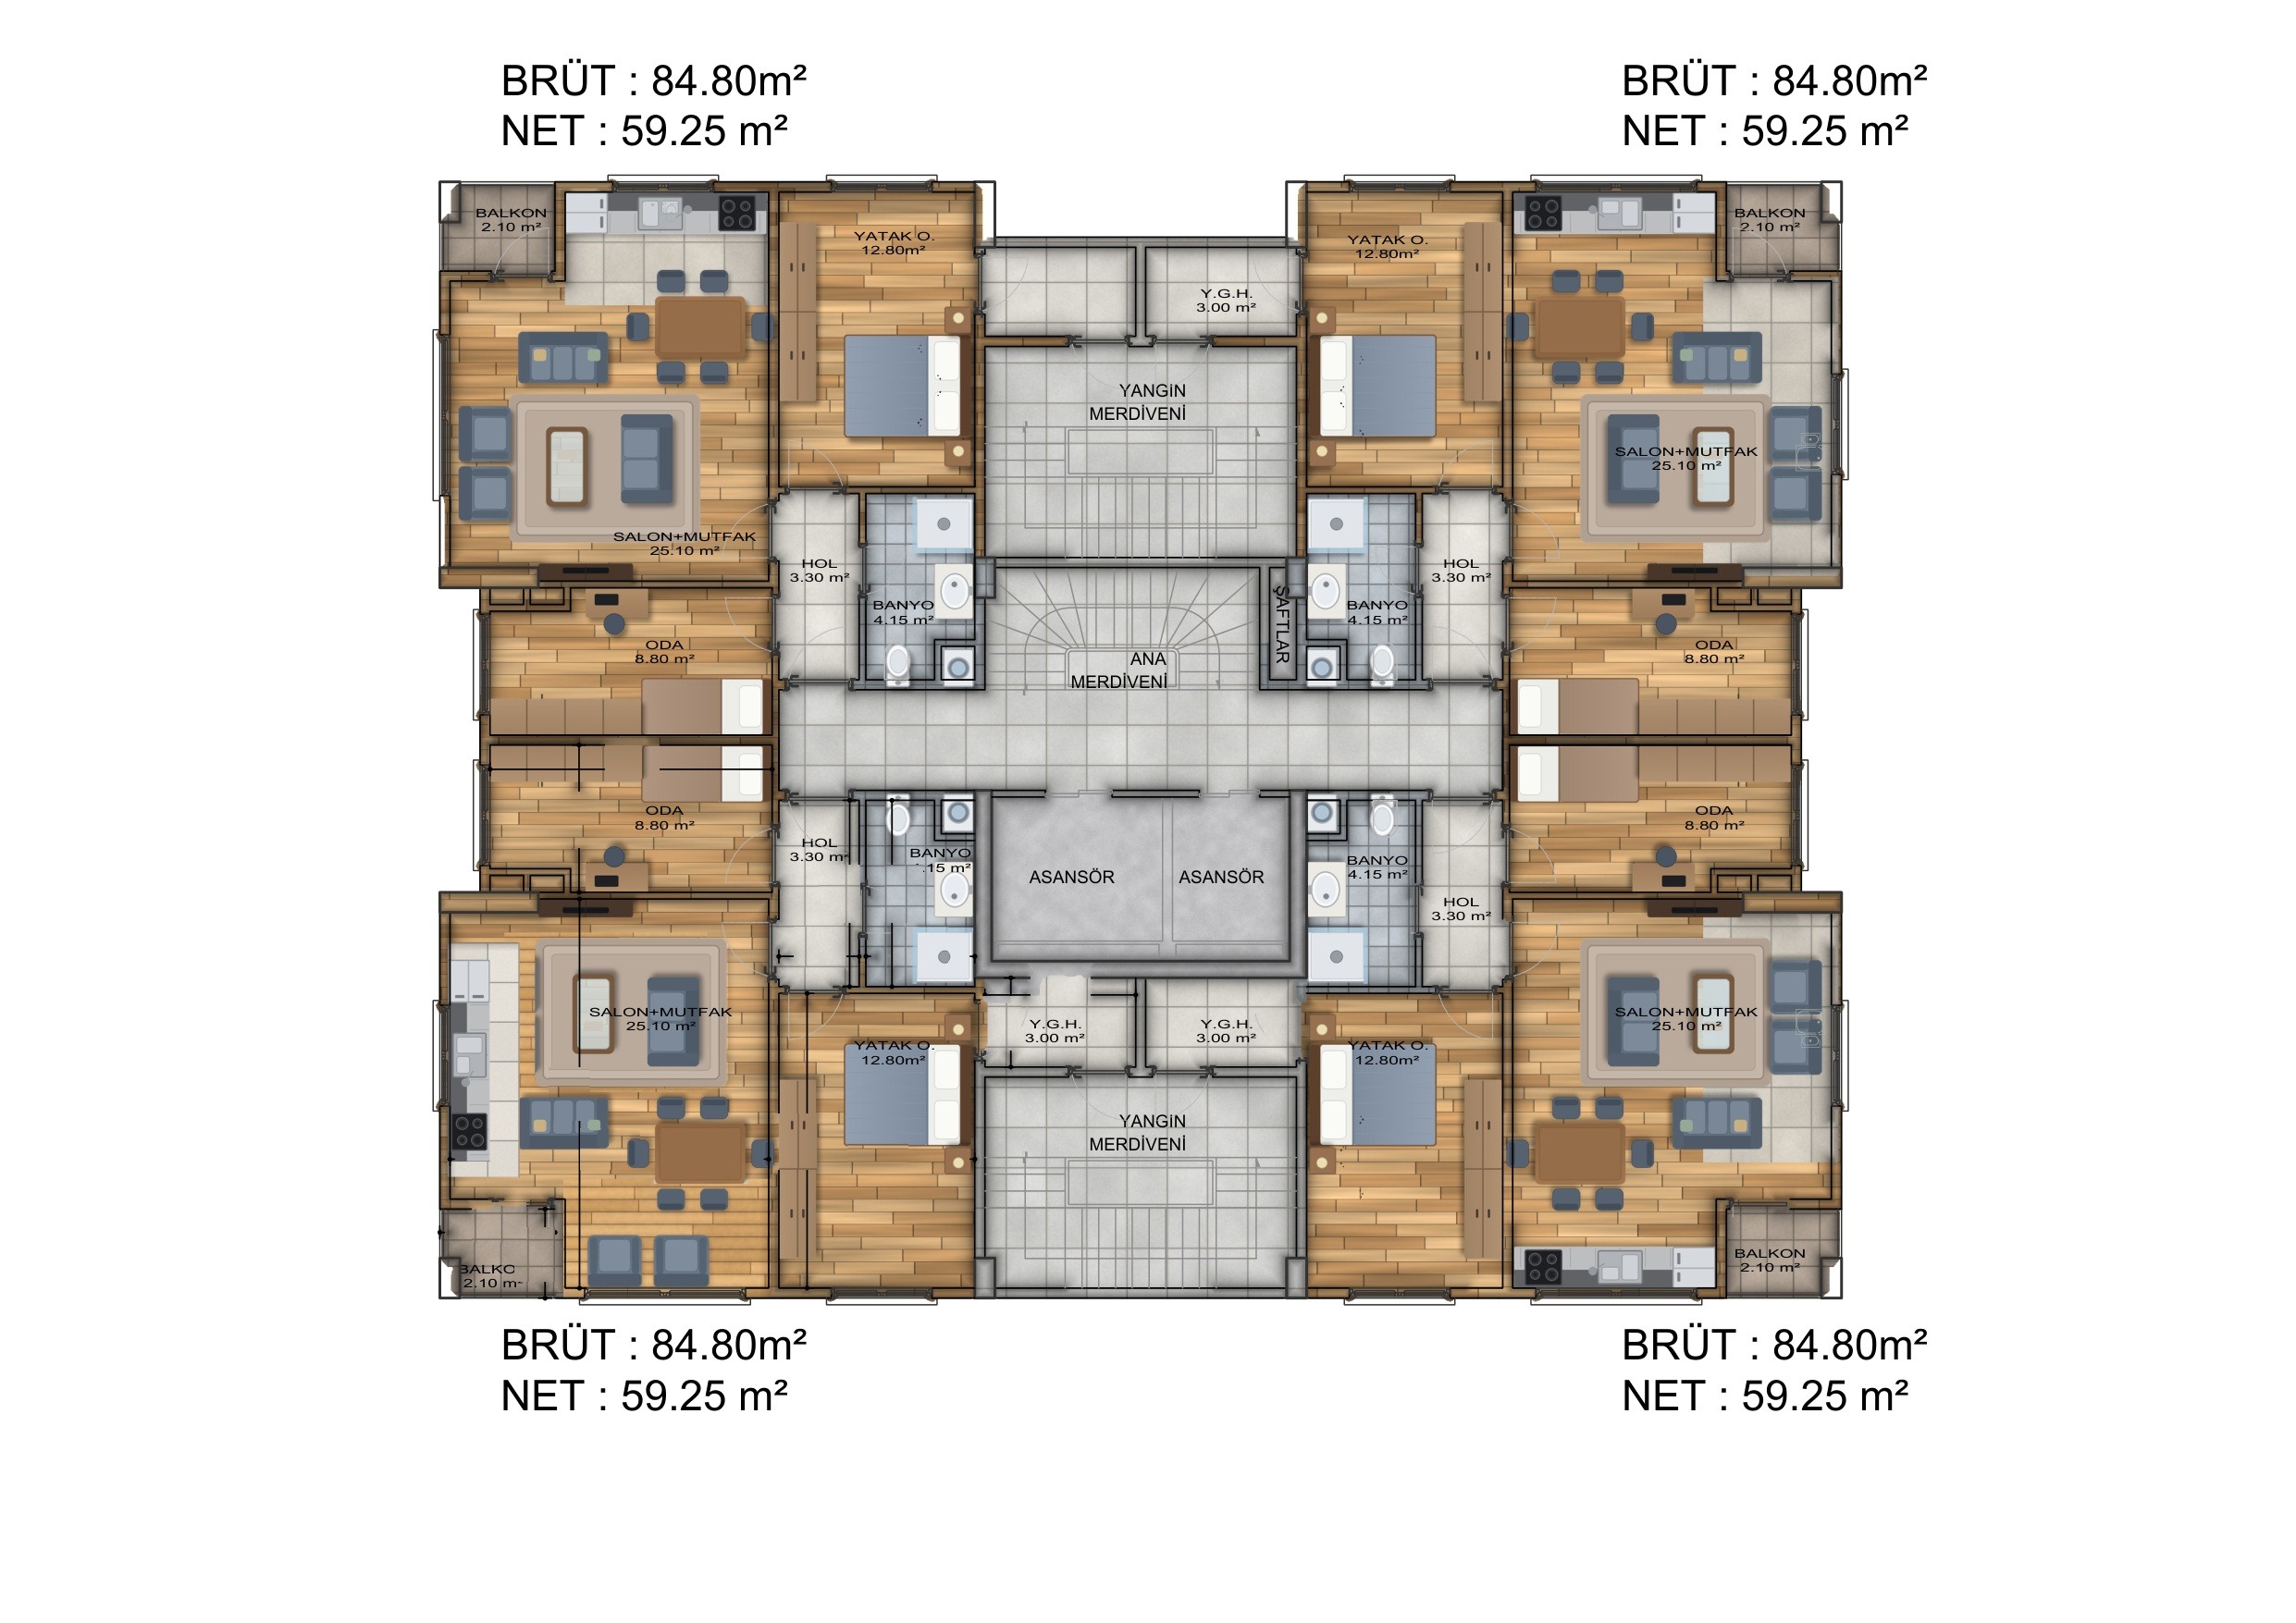 BRÜT : 84.80m²
NET : 59.25 m²
BRÜT : 84.80m²
NET : 59.25 m²
BALKON
2.10 m²
YATAK O.
12.80m²
YATAK O.
12.80m²
BALKON
2.10 m²
Y.G.H.
3.00 m²
YANGiN
MERDİVENİ
SALON+MUTFAK
25.10 m²
SALON+MUTFAK
25.10 m²
HOL
3.30 m²
BANYO
4.15 m²
ŞAFTLAR
BANYO
4.15 m²
HOL
3.30 m²
ODA
8.80 m²
ANA
MERDİVENİ
ODA
8.80 m²
ODA
8.80 m²
HOL
3.30 m²
BANYO
.15 m²
ASANSÖR
ASANSÖR
BANYO
4.15 m²
ODA
8.80 m²
HOL
3.30 m²
SALON+MUTFAK
25.10 m²
YATAK O.
12.80m²
Y.G.H.
3.00 m²
Y.G.H.
3.00 m²
YATAK O.
12.80m²
SALON+MUTFAK
25.10 m²
YANGiN
MERDİVENİ
BALKO
2.10 m
BALKON
2.10 m²
BRÜT : 84.80m²
NET : 59.25 m²
BRÜT : 84.80m²
NET : 59.25 m²